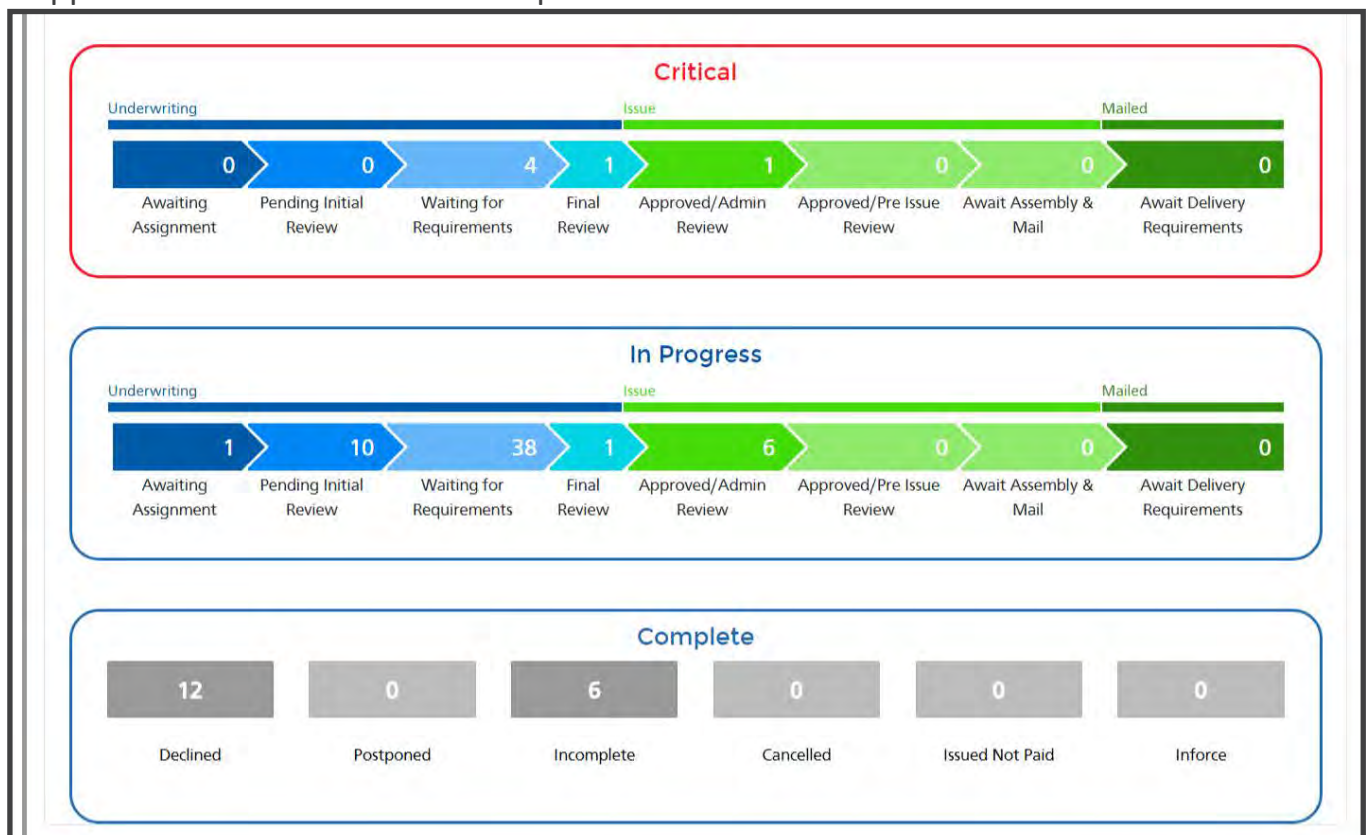 Critical
Underwriting Issue Mailed
0 0 4 1 1 0 0 0
Awaiting Pending Initial Waiting for Final Approved/Admin Approved/Pre Issue Await Assembly & Await Delivery
Assignment Review Requirements Review Review Review Mail Requirements
In Progress
Underwriting Issue Mailed
1 10 38 1 6 0 0 0
Awaiting Pending Initial Waiting for Final Approved/Admin Approved/Pre Issue Await Assembly & Await Delivery
Assignment Review Requirements Review Review Review Mail Requirements
Complete
12 0 6 0 0 0
Declined Postponed Incomplete Cancelled Issued Not Paid Inforce